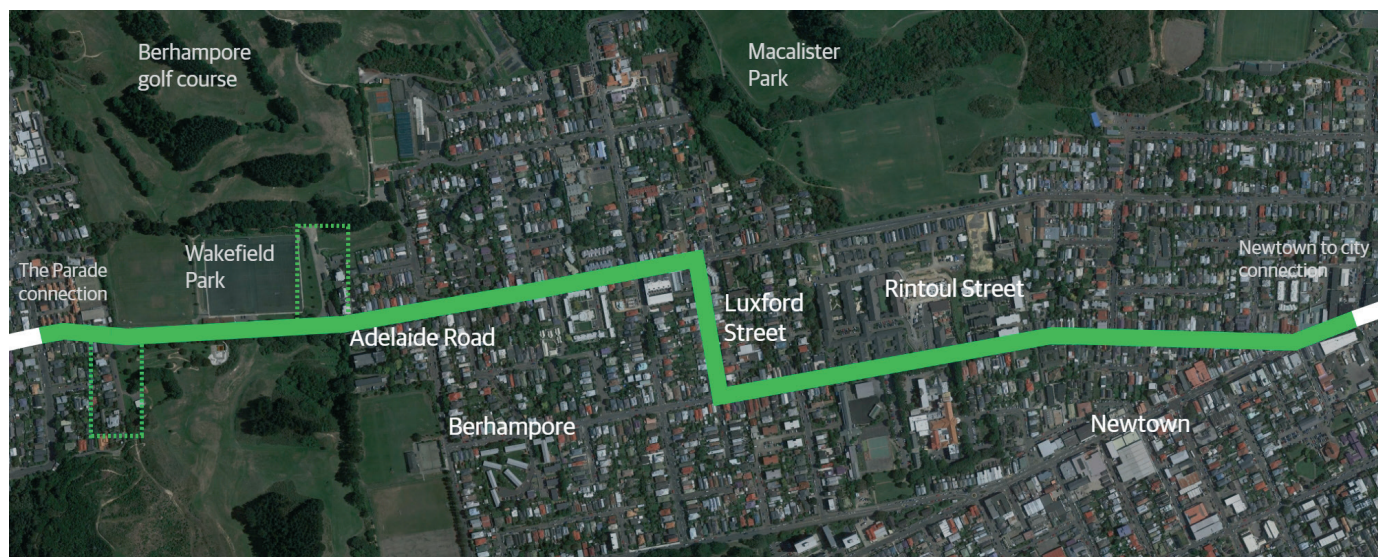 Berhampore
golf course
Macalister
Park
The Parade
connection
Wakefield
Park
Newtown to city
connection
Luxford
Street
Rintoul Street
Adelaide Road
Berhampore
Newtown